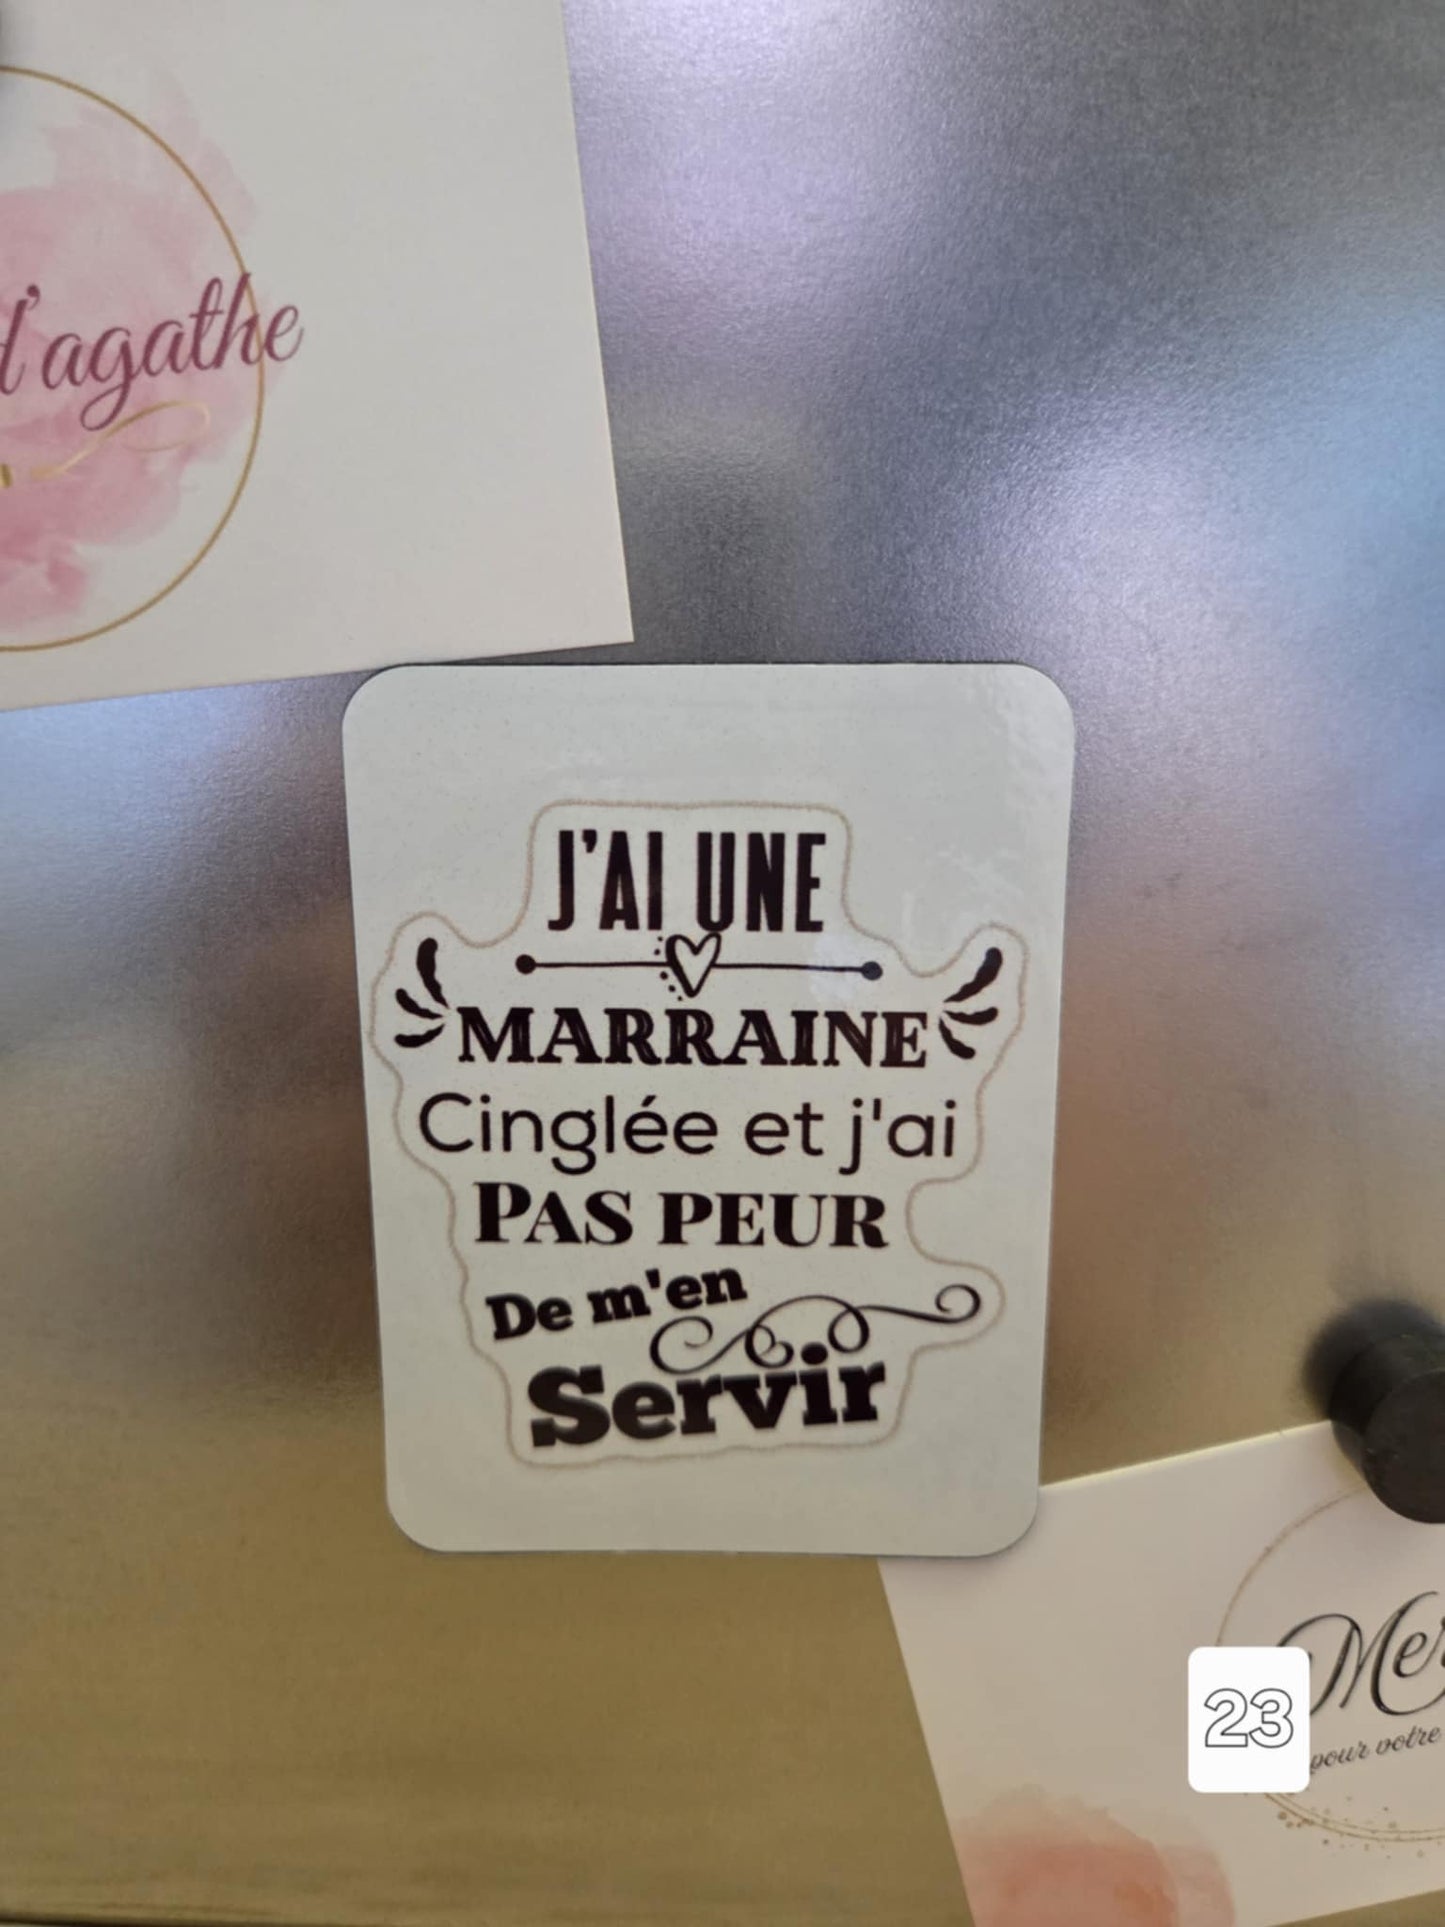 d'agathe
J'AI UNE
MARRAINE
Cinglée et j'ai
PAS PEUR
De m'en
Servir
23
pour votre